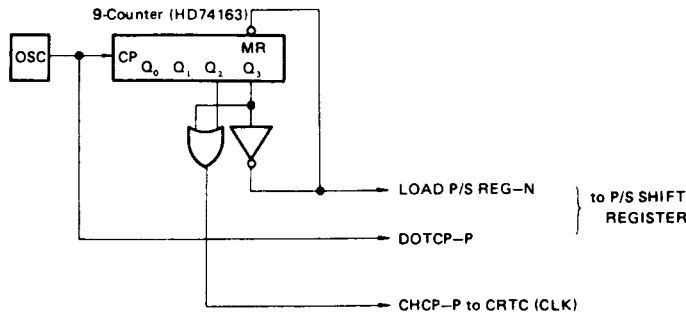 9-Counter (HD74163)
MR
OSC
CP
Q0 Q1 Q2 Q3
LOAD P/S REG-N
to P/S SHIFT
REGISTER
DOTCP-P
CHCP-P to CRTC (CLK)